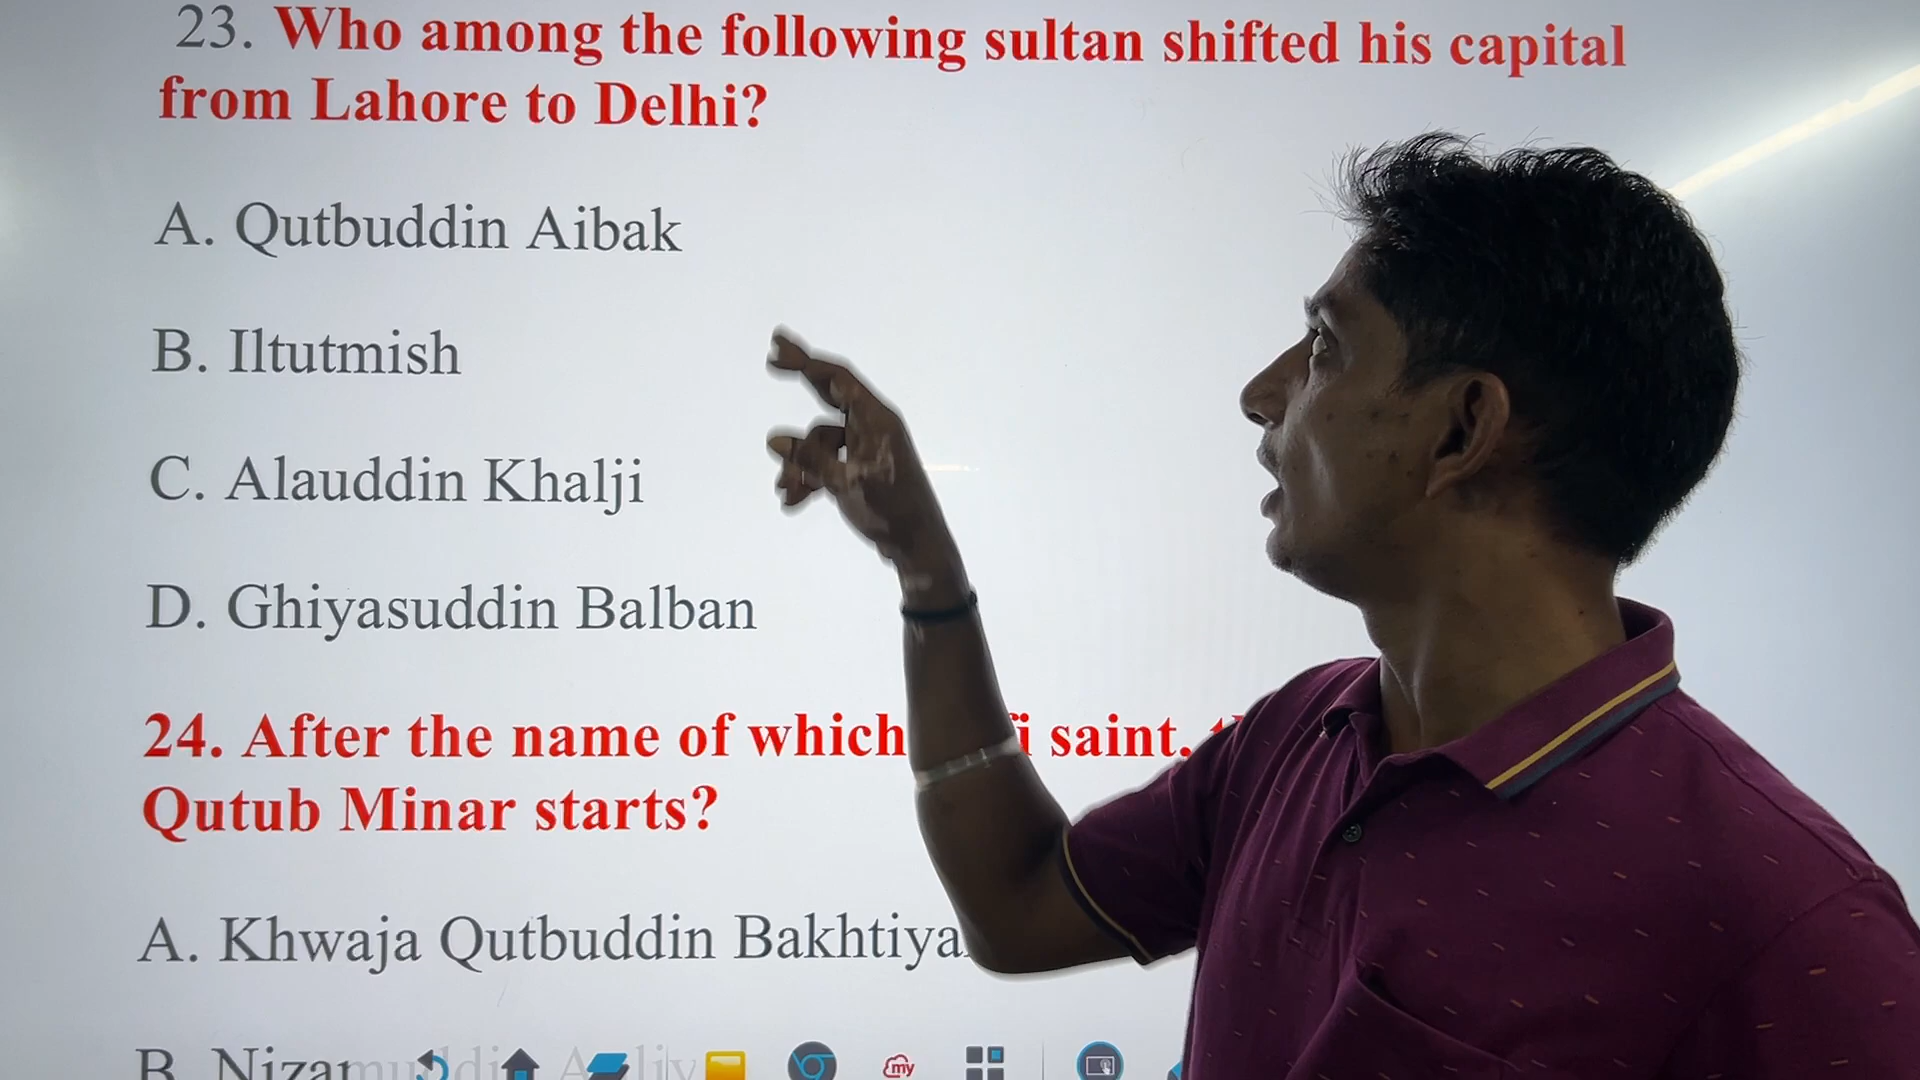 23. Who among the following sultan shifted his capital
from Lahore to Delhi?
A. Qutbuddin Aibak
B. Iltutmish
C. Alauddin Khalji
D. Ghiyasuddin Balban
24. After the name of which saint,
Qutub Minar starts?
A. Khwaja Qutbuddin
B.
my